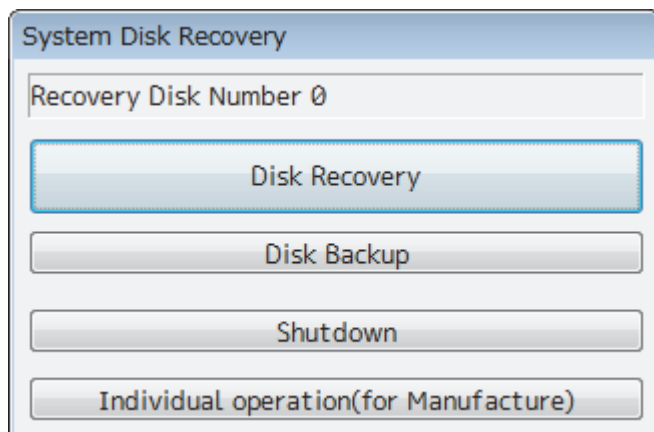 System Disk Recovery
Recovery Disk Number 0
Disk Recovery
Disk Backup
Shutdown
Individual operation(for Manufacture)